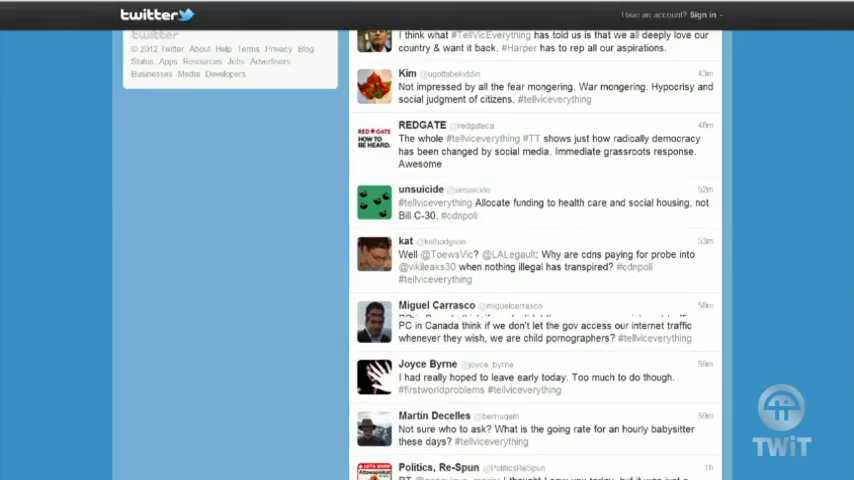 twitter
Have an account? Sign in
twitter
© 2012 Twitter About Help Terms Privacy Blog
Status Apps Resources Jobs Advertisers
Businesses Media Developers
I think what #TellVicEverything has told us is that we all deeply love our
country & want it back. #Harper has to rep all our aspirations.
Kim @ugottabekiddin 43m
Not impressed by all the fear mongering. War mongering. Hypocrisy and
social judgment of citizens. #tellviceverything
RED GATE
HOW TO
BE HEARD.
REDGATE @redgateca 48m
The whole #tellviceverything #TT shows just how radically democracy
has been changed by social media. Immediate grassroots response.
Awesome
unsuicide @unsuicide 52m
#tellviceverything Allocate funding to health care and social housing, not
Bill C-30. #cdnpoli
kat @kathodgson 53m
Well @ToewsVic? @LALegault: Why are cdns paying for probe into
@vikileaks30 when nothing illegal has transpired? #cdnpoli
#tellviceverything
Miguel Carrasco @miguelcarrasco 58m
PC in Canada think if we don't let the gov access our internet traffic
whenever they wish, we are child pornographers? #tellviceverything
Joyce Byrne @joyce_byrne 59m
I had really hoped to leave early today. Too much to do though.
#firstworldproblems #tellviceverything
Martin Decelles 59m
Not sure who to ask? What is the going rate for an hourly babysitter
these days? #tellviceverything
Politics, Re-Spun @PoliticsReSpun 1h
TWiT